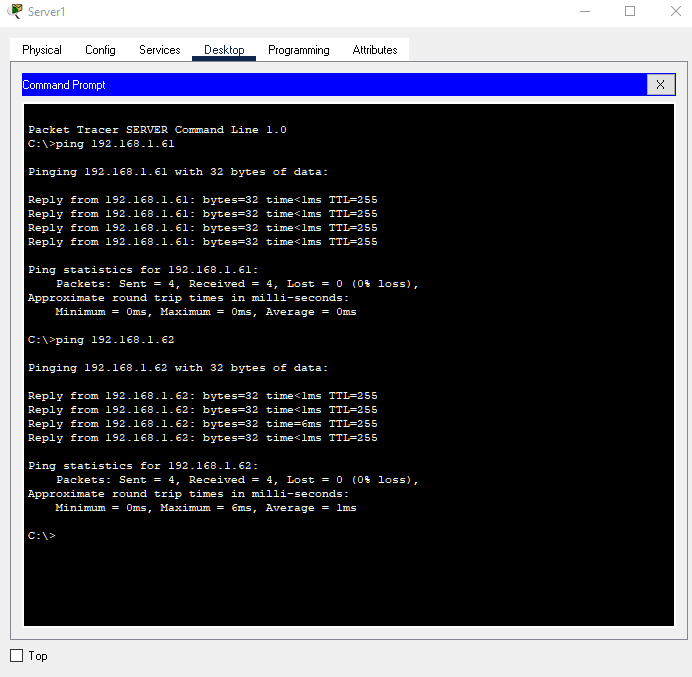 Server1
Physical Config Services Desktop Programming Attributes
Command Prompt
X
Packet Tracer SERVER Command Line 1.0
C:\>ping 192.168.1.61
Pinging 192.168.1.61 with 32 bytes of data:
Reply from 192.168.1.61: bytes=32 time<1ms TTL=255
Reply from 192.168.1.61: bytes=32 time<1ms TTL=255
Reply from 192.168.1.61: bytes=32 time<1ms TTL=255
Reply from 192.168.1.61: bytes=32 time<1ms TTL=255
Ping statistics for 192.168.1.61:
Packets: Sent = 4, Received = 4, Lost = 0 (0% loss),
Approximate round trip times in milli-seconds:
Minimum = 0ms, Maximum = 0ms, Average = 0ms
C:\>ping 192.168.1.62
Pinging 192.168.1.62 with 32 bytes of data:
Reply from 192.168.1.62: bytes=32 time<1ms TTL=255
Reply from 192.168.1.62: bytes=32 time<1ms TTL=255
Reply from 192.168.1.62: bytes=32 time=6ms TTL=255
Reply from 192.168.1.62: bytes=32 time<1ms TTL=255
Ping statistics for 192.168.1.62:
Packets: Sent = 4, Received = 4, Lost = 0 (0% loss),
Approximate round trip times in milli-seconds:
Minimum = 0ms, Maximum = 6ms, Average = 1ms
C:\>
Top